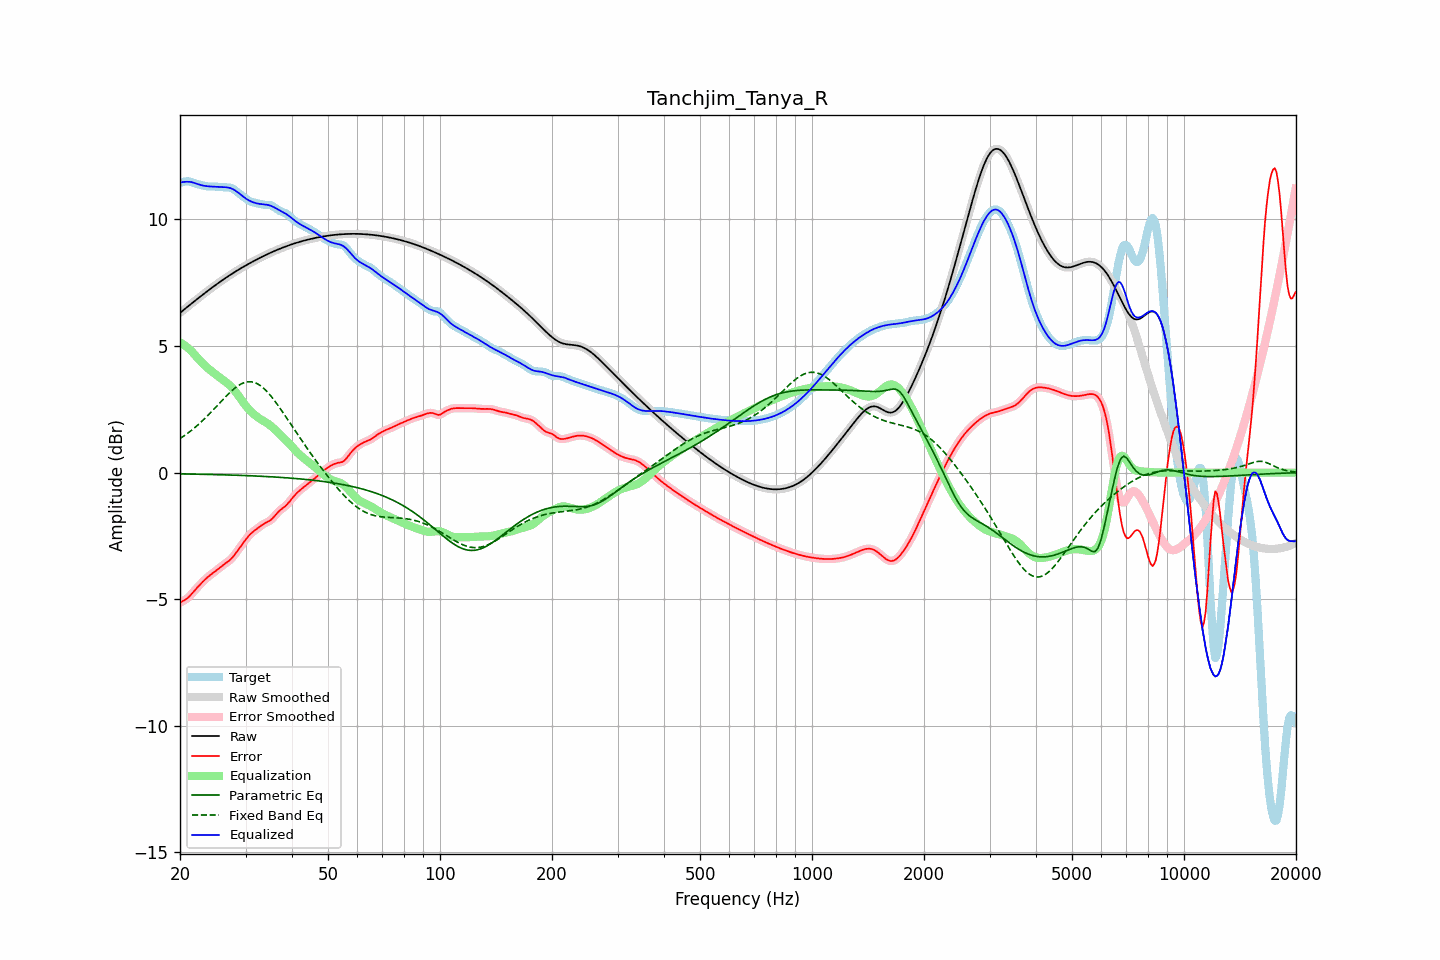 Tanchjim_Tanya_R
Amplitude (dBr)
10
5
0
−5
−10
−15
Target
Raw Smoothed
Error Smoothed
Raw
Error
Equalization
Parametric Eq
Fixed Band Eq
Equalized
20 50 100 200 500 1000 2000 5000 10000 20000
Frequency (Hz)